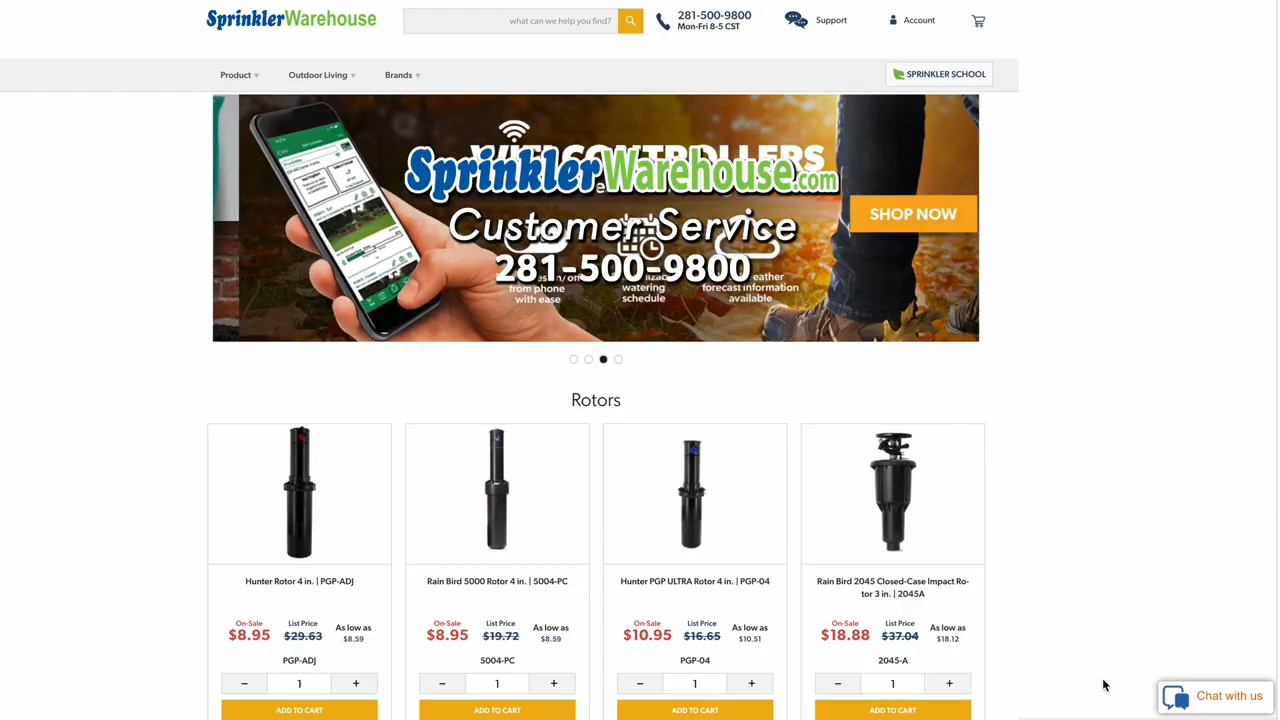 SprinklerWarehouse
what can we help you find?
281-500-9800
Mon-Fri 8-5 CST
Support
Account
Product
Outdoor Living
Brands
SPRINKLER SCHOOL
SprinklerWarehouse.com
Customer Service
281-500-9800
SHOP NOW
from phone
with ease
watering
schedule
forecast information
available
Rotors
Hunter Rotor 4 in. | PGP-ADJ
On-Sale List Price As low as
$8.95 $29.63 $8.59
PGP-ADJ
− 1 +
ADD TO CART
Rain Bird 5000 Rotor 4 in. | 5004-PC
On-Sale List Price As low as
$8.95 $19.72 $8.59
5004-PC
− 1 +
ADD TO CART
Hunter PGP ULTRA Rotor 4 in. | PGP-04
On-Sale List Price As low as
$10.95 $16.65 $10.51
PGP-04
− 1 +
ADD TO CART
Rain Bird 2045 Closed-Case Impact Ro-
tor 3 in. | 2045A
On-Sale List Price As low as
$18.88 $37.04 $18.12
2045-A
− 1 +
ADD TO CART
Chat with us